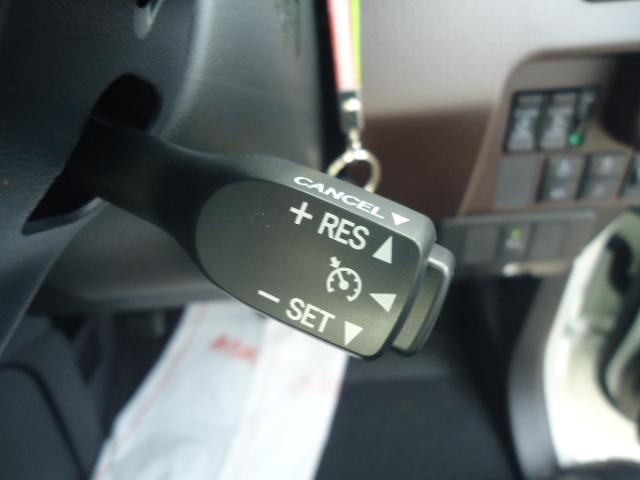 CANCEL ▼
+ RES ▲
◀
− SET ▼